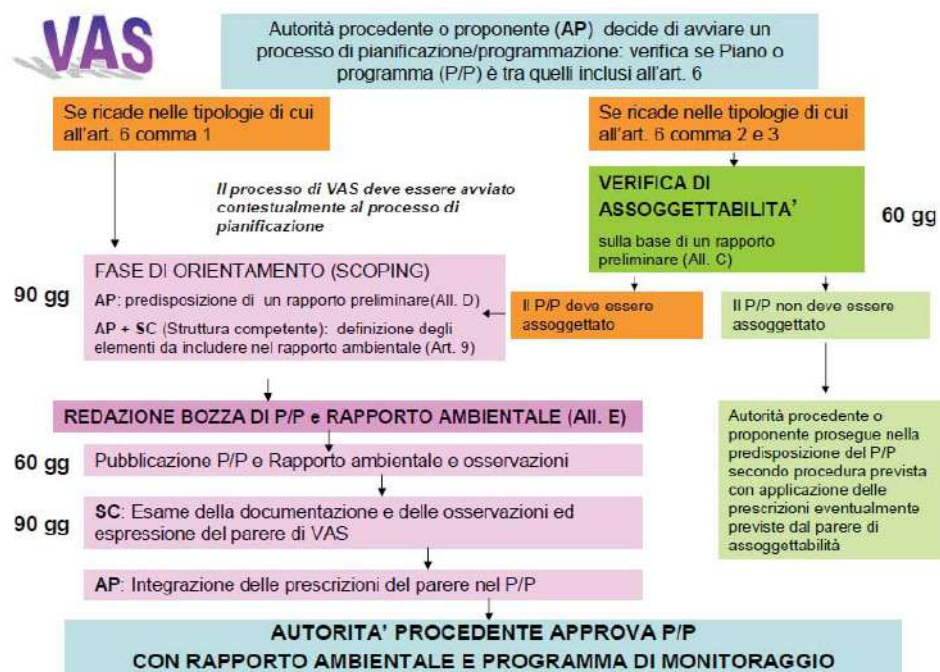 VAS
Autorità procedente o proponente (AP) decide di avviare un
processo di pianificazione/programmazione: verifica se Piano o
programma (P/P) è tra quelli inclusi all'art. 6
Se ricade nelle tipologie di cui
all'art. 6 comma 1
Se ricade nelle tipologie di cui
all'art. 6 comma 2 e 3
Il processo di VAS deve essere avviato
contestualmente al processo di
pianificazione
VERIFICA DI
ASSOGGETTABILITA'
sulla base di un rapporto
preliminare (All. C)
60 gg
90 gg
FASE DI ORIENTAMENTO (SCOPING)
AP: predisposizione di un rapporto preliminare(All. D)
AP + SC (Struttura competente): definizione degli
elementi da includere nel rapporto ambientale (Art. 9)
Il P/P deve essere
assoggettato
Il P/P non deve essere
assoggettato
REDAZIONE BOZZA DI P/P e RAPPORTO AMBIENTALE (All. E)
60 gg
Pubblicazione P/P e Rapporto ambientale e osservazioni
90 gg
SC: Esame della documentazione e delle osservazioni ed
espressione del parere di VAS
AP: Integrazione delle prescrizioni del parere nel P/P
Autorità procedente o
proponente prosegue nella
predisposizione del P/P
secondo procedura prevista
con applicazione delle
prescrizioni eventualmente
previste dal parere di
assoggettabilità
AUTORITA' PROCEDENTE APPROVA P/P
CON RAPPORTO AMBIENTALE E PROGRAMMA DI MONITORAGGIO